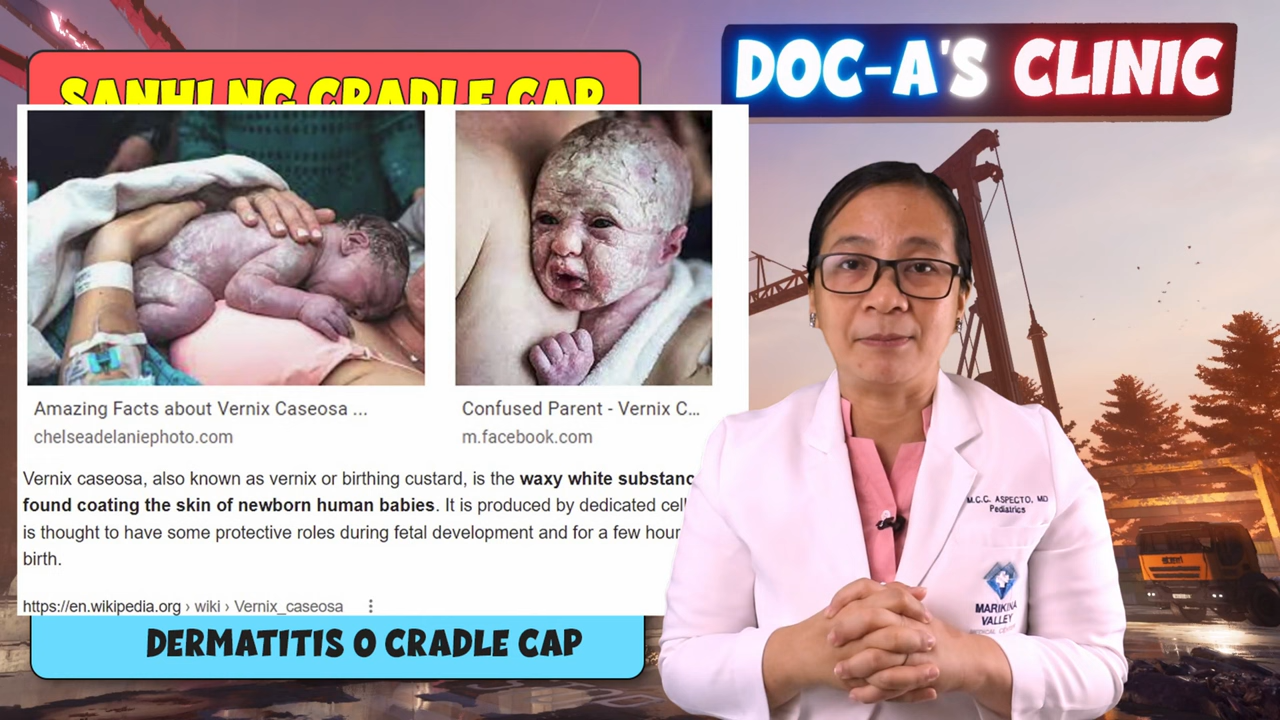 DOC-A'S CLINIC
SANHI NG CRADLE CAP
Amazing Facts about Vernix Caseosa ...
chelseadelaniephoto.com
Confused Parent - Vernix C...
m.facebook.com
Vernix caseosa, also known as vernix or birthing custard, is the waxy white substanc
found coating the skin of newborn human babies. It is produced by dedicated cel
is thought to have some protective roles during fetal development and for a few hour
birth.
https://en.wikipedia.org › wiki › Vernix_caseosa
DERMATITIS O CRADLE CAP
M.C.C. ASPECTO, MD
Pediatrics
MARIKINA
VALLEY
MEDICAL CENTER